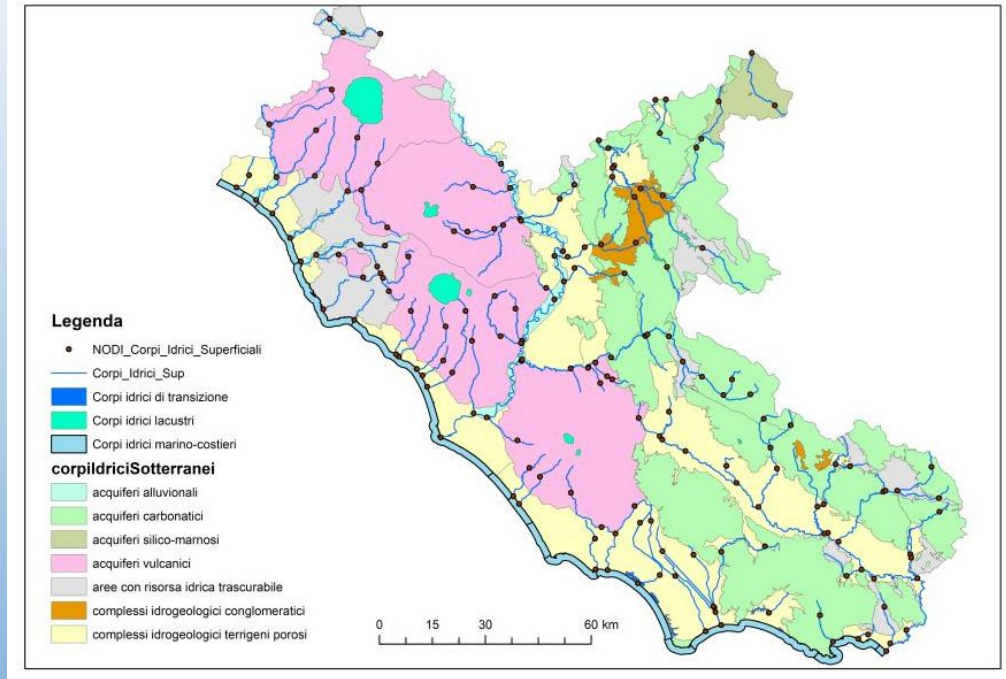 Legenda
NODI_Corpi_Idrici_Superficiali
Corpi_Idrici_Sup
Corpi idrici di transizione
Corpi idrici lacustri
Corpi idrici marino-costieri
corpiIdriciSotterranei
acquiferi alluvionali
acquiferi carbonatici
acquiferi silico-marnosi
acquiferi vulcanici
aree con risorsa idrica trascurabile
complessi idrogeologici conglomeratici
complessi idrogeologici terrigeni porosi
0 15 30 60 km